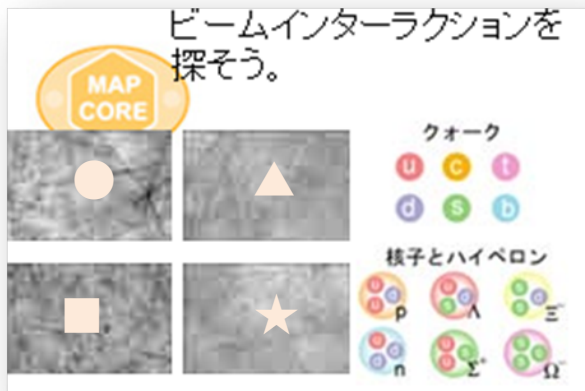 ビームインターラクションを
探そう。
MAP
CORE
クォーク
u c t
d s b
核子とハイペロン
p Λ Ξ⁻
n Σ⁺ Ω⁻